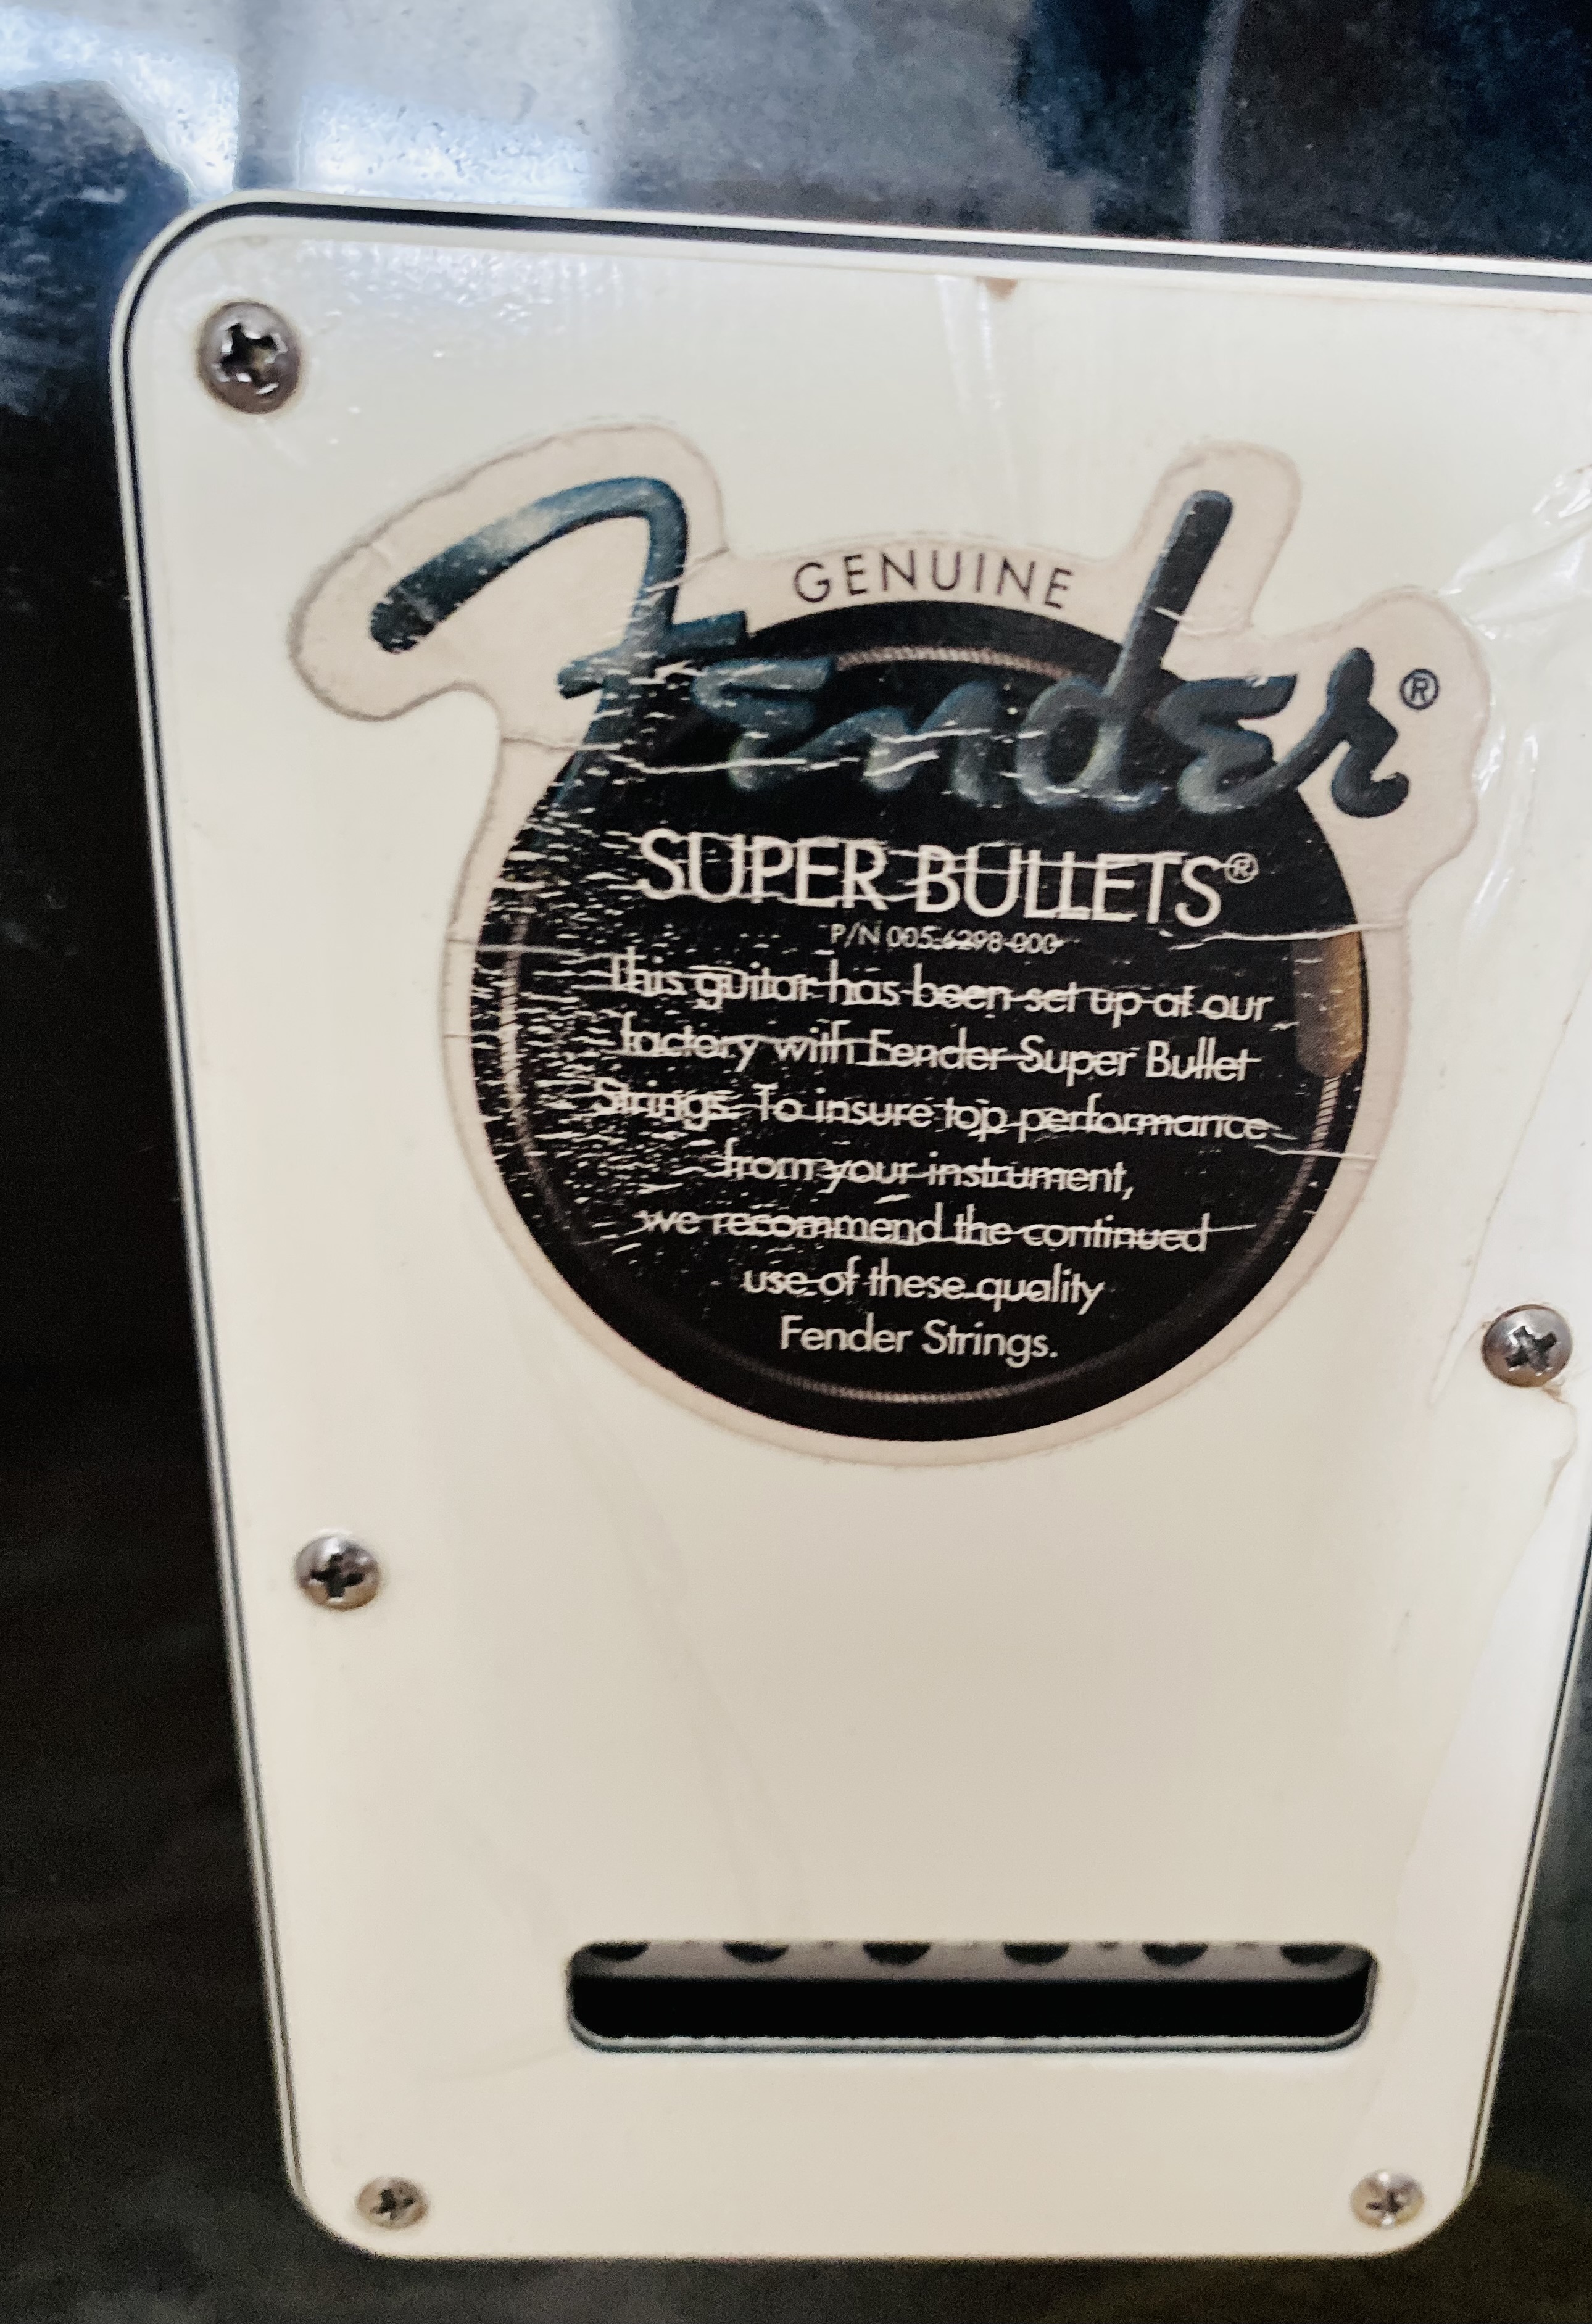 GENUINE
Fender®
SUPER BULLETS®
P/N 005-6298-000
This guitar has been set up at our
factory with Fender Super Bullet
Strings. To insure top performance
from your instrument,
we recommend the continued
use of these quality
Fender Strings.